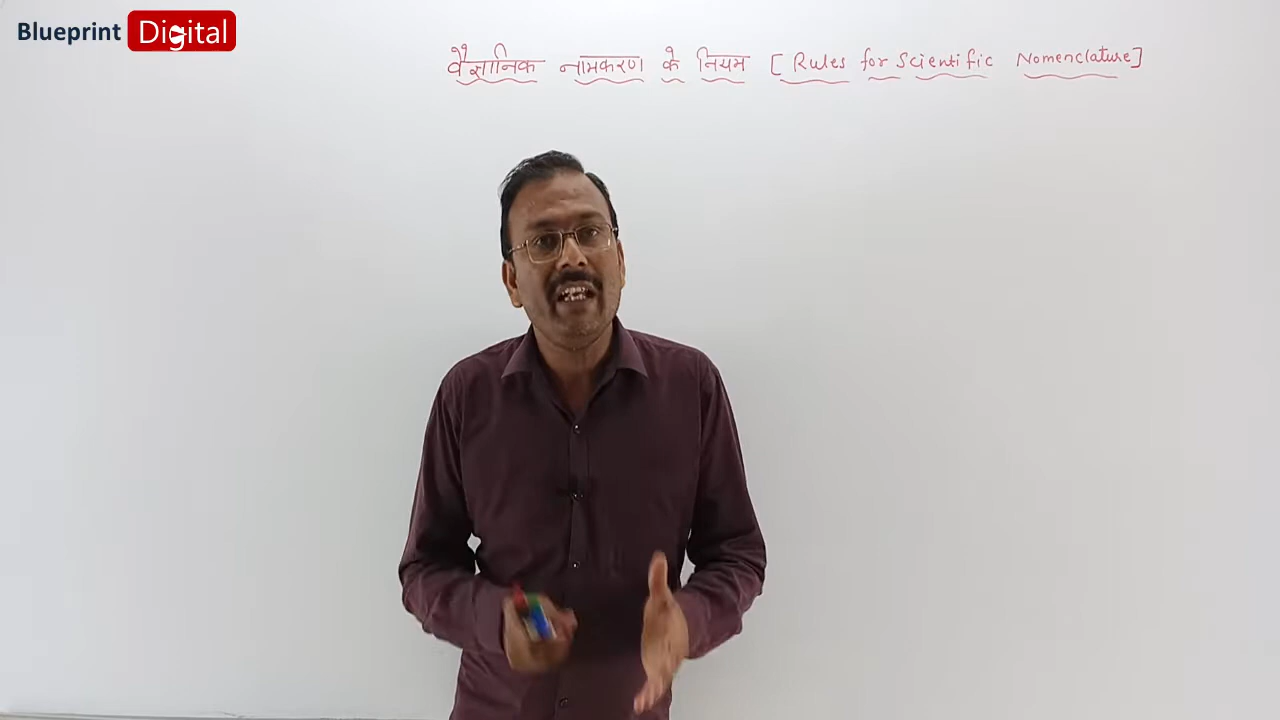 Blueprint Digital
वैज्ञानिक नामकरण के नियम [ Rules for Scientific Nomenclature]